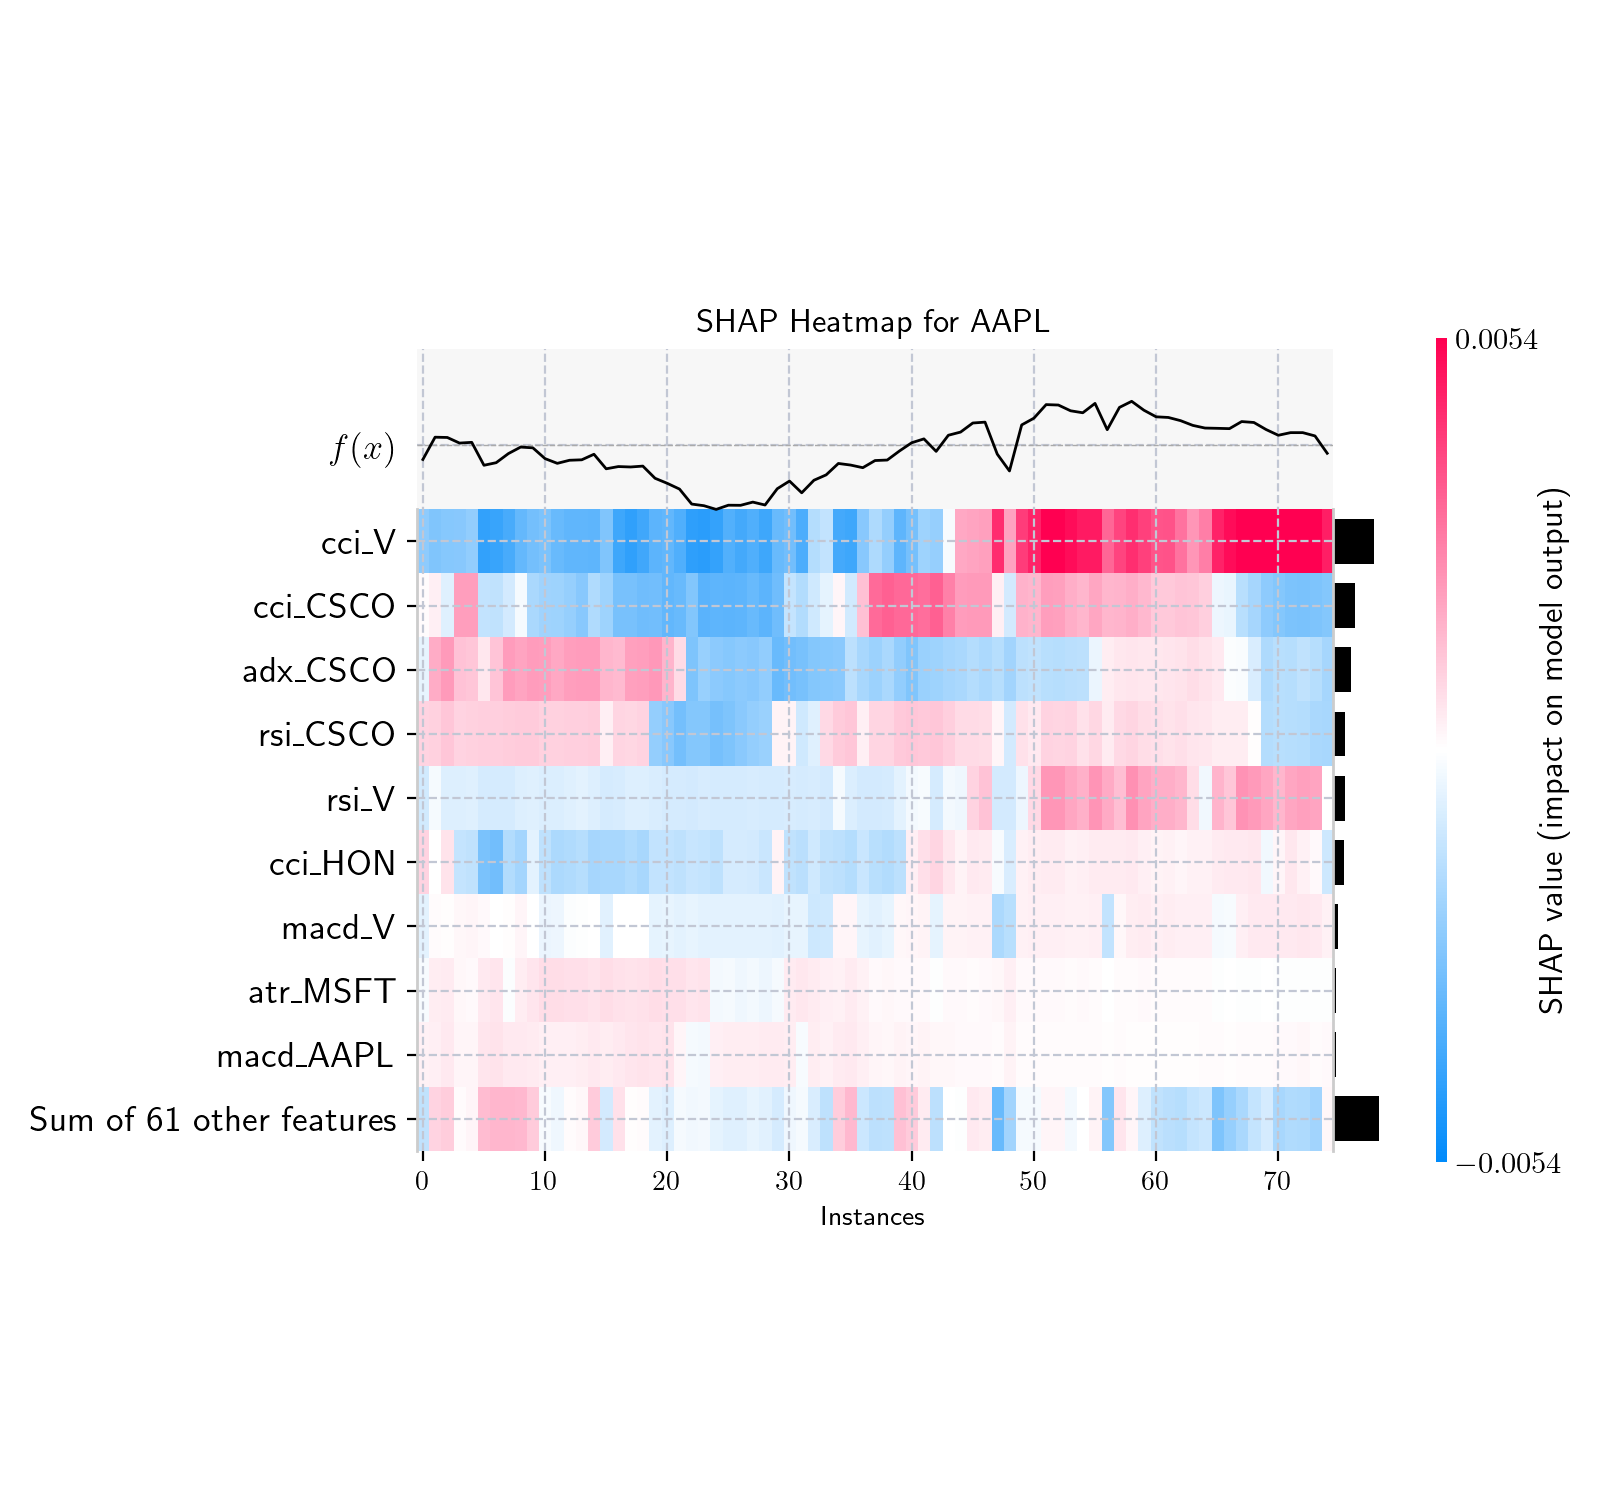 SHAP Heatmap for AAPL
0.0054
f(x)
cci_V
cci_CSCO
adx_CSCO
rsi_CSCO
rsi_V
cci_HON
macd_V
atr_MSFT
macd_AAPL
Sum of 61 other features
SHAP value (impact on model output)
−0.0054
0 10 20 30 40 50 60 70
Instances